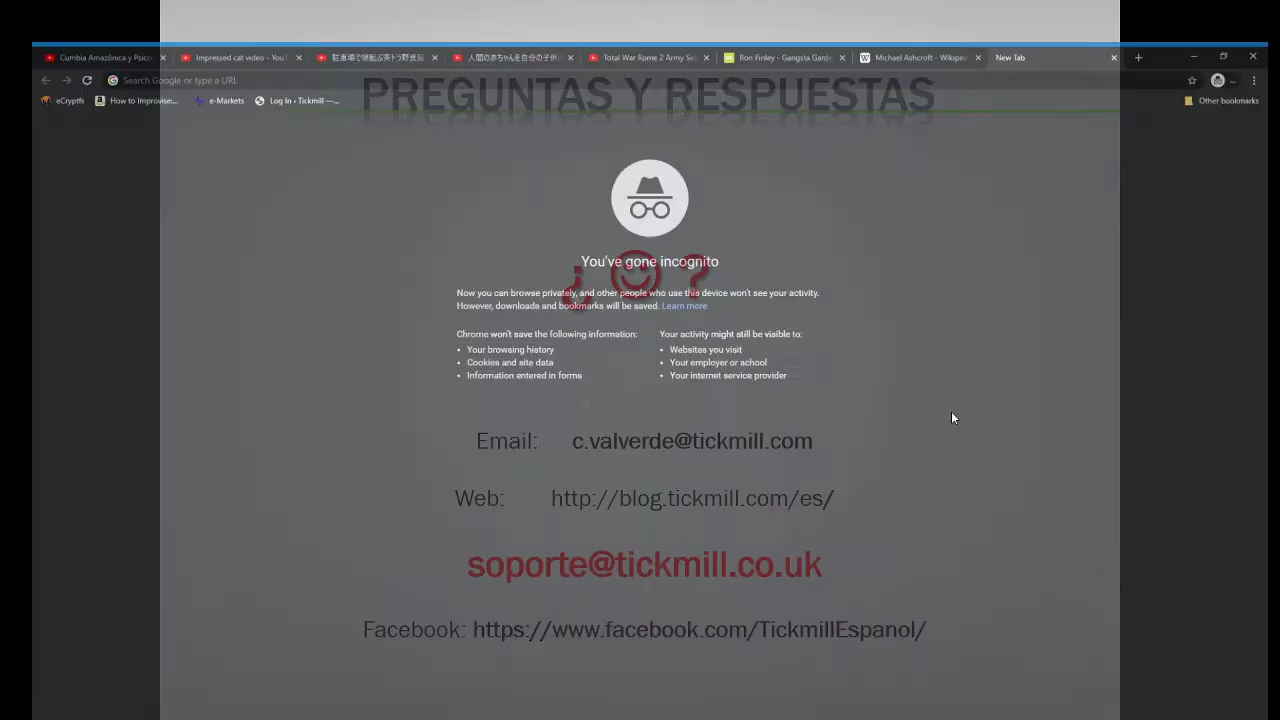 Cumbia Amazónica y Psico
Impressed cat video - YouT
Total War Rome 2 Army Se
Ron Finley - Gangsta Garde
Michael Ashcroft - Wikipe
New Tab
Search Google or type a URL
eCryptfs
How to Improvise:...
e-Markets
Log In ‹ Tickmill —...
Other bookmarks
PREGUNTAS Y RESPUESTAS
You've gone incognito
¿ ☺ ?
Now you can browse privately, and other people who use this device won't see your activity.
However, downloads and bookmarks will be saved. Learn more
Chrome won't save the following information:
Your activity might still be visible to:
• Your browsing history
• Websites you visit
• Cookies and site data
• Your employer or school
• Information entered in forms
• Your internet service provider
Email: c.valverde@tickmill.com
Web: http://blog.tickmill.com/es/
soporte@tickmill.co.uk
Facebook: https://www.facebook.com/TickmillEspanol/